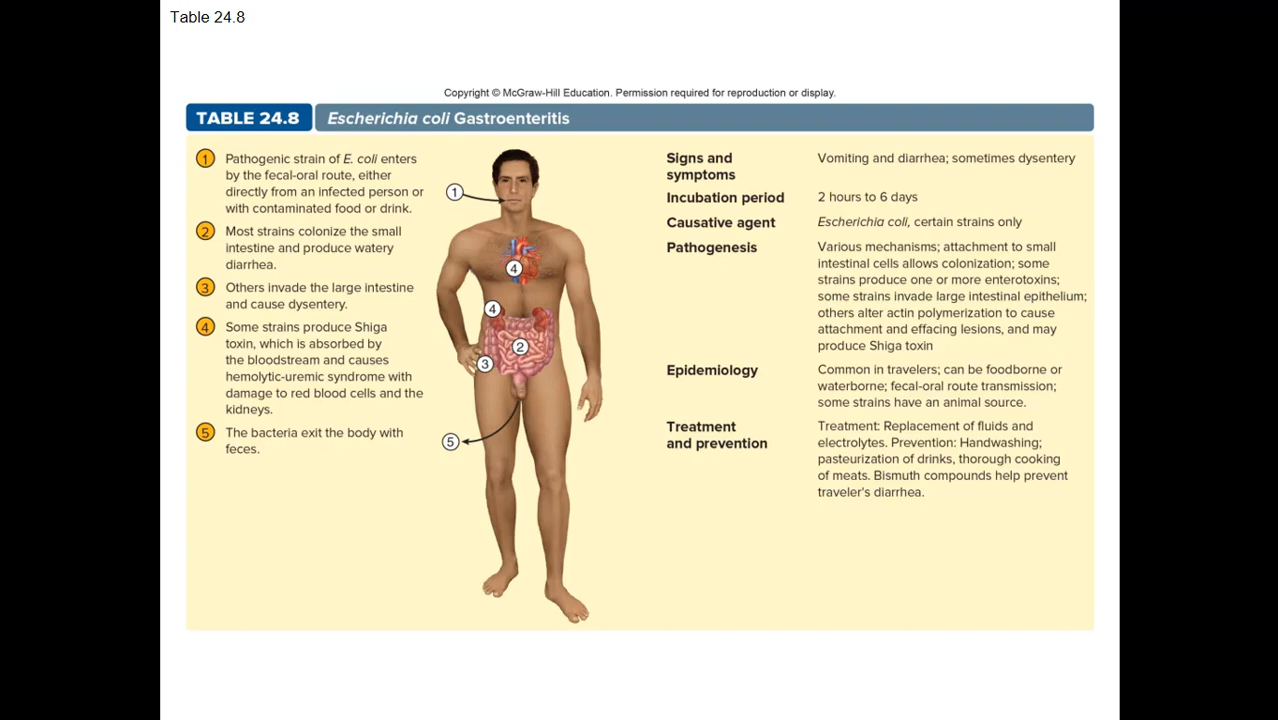 Table 24.8
Copyright © McGraw-Hill Education. Permission required for reproduction or display.
TABLE 24.8 Escherichia coli Gastroenteritis
1 Pathogenic strain of E. coli enters
by the fecal-oral route, either
directly from an infected person or
with contaminated food or drink.
2 Most strains colonize the small
intestine and produce watery
diarrhea.
3 Others invade the large intestine
and cause dysentery.
4 Some strains produce Shiga
toxin, which is absorbed by
the bloodstream and causes
hemolytic-uremic syndrome with
damage to red blood cells and the
kidneys.
5 The bacteria exit the body with
feces.
1
4
4
2
3
5
Signs and
symptoms
Vomiting and diarrhea; sometimes dysentery
Incubation period
2 hours to 6 days
Causative agent
Escherichia coli, certain strains only
Pathogenesis
Various mechanisms; attachment to small
intestinal cells allows colonization; some
strains produce one or more enterotoxins;
some strains invade large intestinal epithelium;
others alter actin polymerization to cause
attachment and effacing lesions, and may
produce Shiga toxin
Epidemiology
Common in travelers; can be foodborne or
waterborne; fecal-oral route transmission;
some strains have an animal source.
Treatment
and prevention
Treatment: Replacement of fluids and
electrolytes. Prevention: Handwashing;
pasteurization of drinks, thorough cooking
of meats. Bismuth compounds help prevent
traveler's diarrhea.